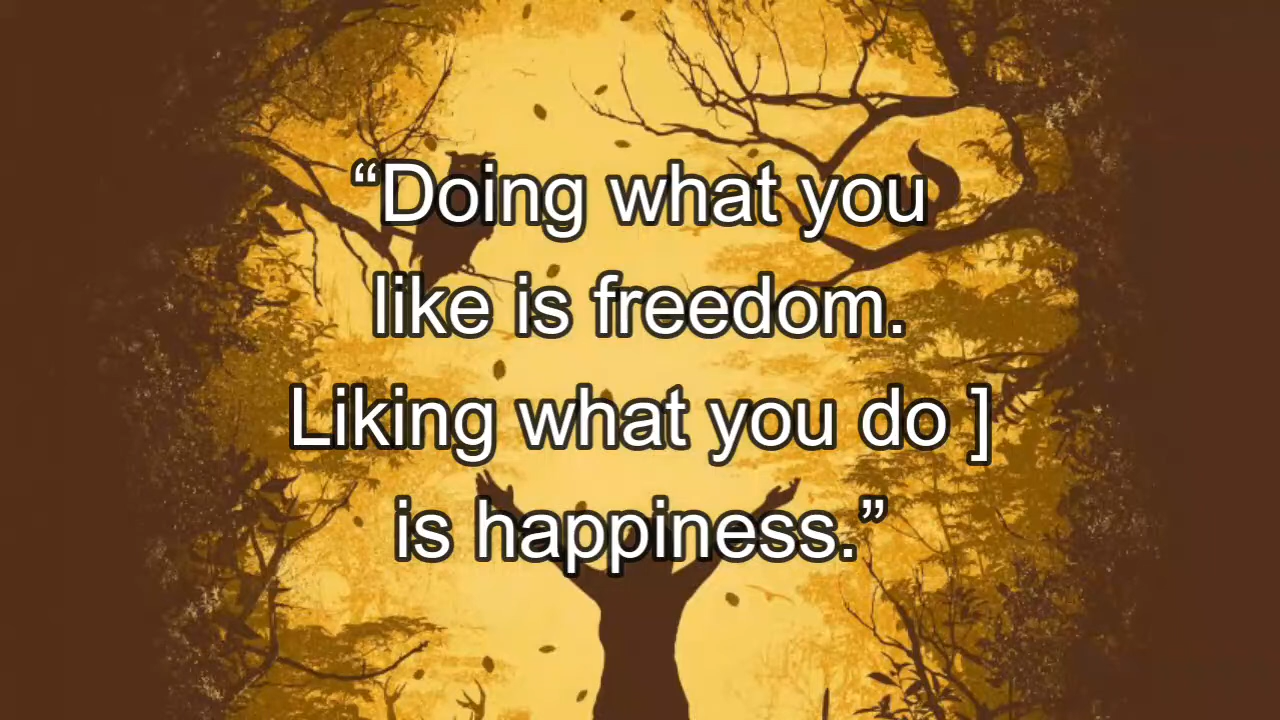 “Doing what you
like is freedom.
Liking what you do ]
is happiness.”